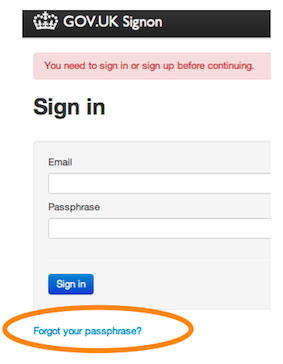 GOV.UK Signon
You need to sign in or sign up before continuing.
Sign in
Email
Passphrase
Sign in
Forgot your passphrase?